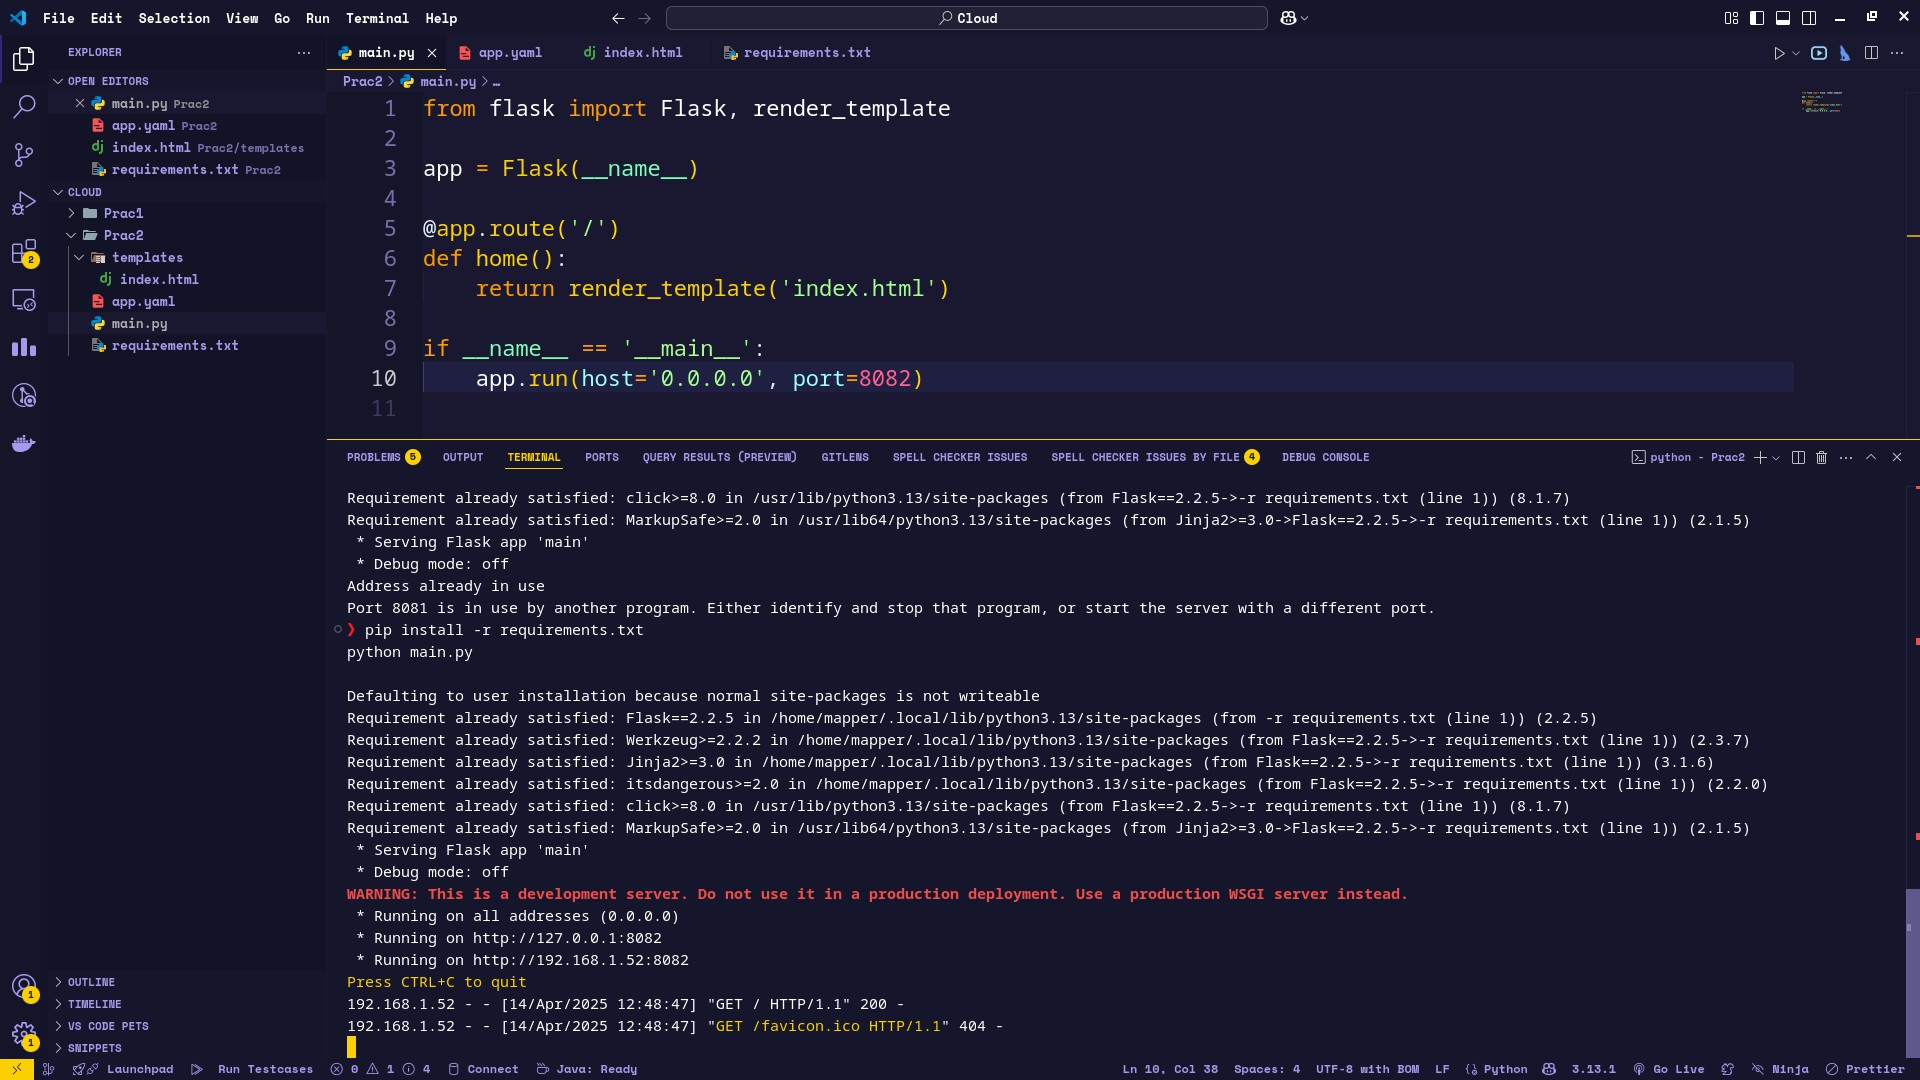 File Edit Selection View Go Run Terminal Help
Cloud
EXPLORER
OPEN EDITORS
main.py Prac2
app.yaml Prac2
index.html Prac2/templates
requirements.txt Prac2
CLOUD
Prac1
Prac2
templates
index.html
app.yaml
main.py
requirements.txt
OUTLINE
TIMELINE
VS CODE PETS
SNIPPETS
2
1
1
main.py app.yaml index.html requirements.txt
Prac2 > main.py > …
1 from flask import Flask, render_template
2
3 app = Flask(__name__)
4
5 @app.route('/')
6 def home():
7 return render_template('index.html')
8
9 if __name__ == '__main__':
10 app.run(host='0.0.0.0', port=8082)
11
PROBLEMS 5 OUTPUT TERMINAL PORTS QUERY RESULTS (PREVIEW) GITLENS SPELL CHECKER ISSUES SPELL CHECKER ISSUES BY FILE 4 DEBUG CONSOLE
python - Prac2
Requirement already satisfied: click>=8.0 in /usr/lib/python3.13/site-packages (from Flask==2.2.5->-r requirements.txt (line 1)) (8.1.7)
Requirement already satisfied: MarkupSafe>=2.0 in /usr/lib64/python3.13/site-packages (from Jinja2>=3.0->Flask==2.2.5->-r requirements.txt (line 1)) (2.1.5)
* Serving Flask app 'main'
* Debug mode: off
Address already in use
Port 8081 is in use by another program. Either identify and stop that program, or start the server with a different port.
❯ pip install -r requirements.txt
python main.py
Defaulting to user installation because normal site-packages is not writeable
Requirement already satisfied: Flask==2.2.5 in /home/mapper/.local/lib/python3.13/site-packages (from -r requirements.txt (line 1)) (2.2.5)
Requirement already satisfied: Werkzeug>=2.2.2 in /home/mapper/.local/lib/python3.13/site-packages (from Flask==2.2.5->-r requirements.txt (line 1)) (2.3.7)
Requirement already satisfied: Jinja2>=3.0 in /home/mapper/.local/lib/python3.13/site-packages (from Flask==2.2.5->-r requirements.txt (line 1)) (3.1.6)
Requirement already satisfied: itsdangerous>=2.0 in /home/mapper/.local/lib/python3.13/site-packages (from Flask==2.2.5->-r requirements.txt (line 1)) (2.2.0)
Requirement already satisfied: click>=8.0 in /usr/lib/python3.13/site-packages (from Flask==2.2.5->-r requirements.txt (line 1)) (8.1.7)
Requirement already satisfied: MarkupSafe>=2.0 in /usr/lib64/python3.13/site-packages (from Jinja2>=3.0->Flask==2.2.5->-r requirements.txt (line 1)) (2.1.5)
* Serving Flask app 'main'
* Debug mode: off
WARNING: This is a development server. Do not use it in a production deployment. Use a production WSGI server instead.
* Running on all addresses (0.0.0.0)
* Running on http://127.0.0.1:8082
* Running on http://192.168.1.52:8082
Press CTRL+C to quit
192.168.1.52 - - [14/Apr/2025 12:48:47] "GET / HTTP/1.1" 200 -
192.168.1.52 - - [14/Apr/2025 12:48:47] "GET /favicon.ico HTTP/1.1" 404 -
Launchpad Run Testcases 0 1 4 Connect Java: Ready Ln 10, Col 38 Spaces: 4 UTF-8 with BOM LF Python 3.13.1 Go Live Ninja Prettier